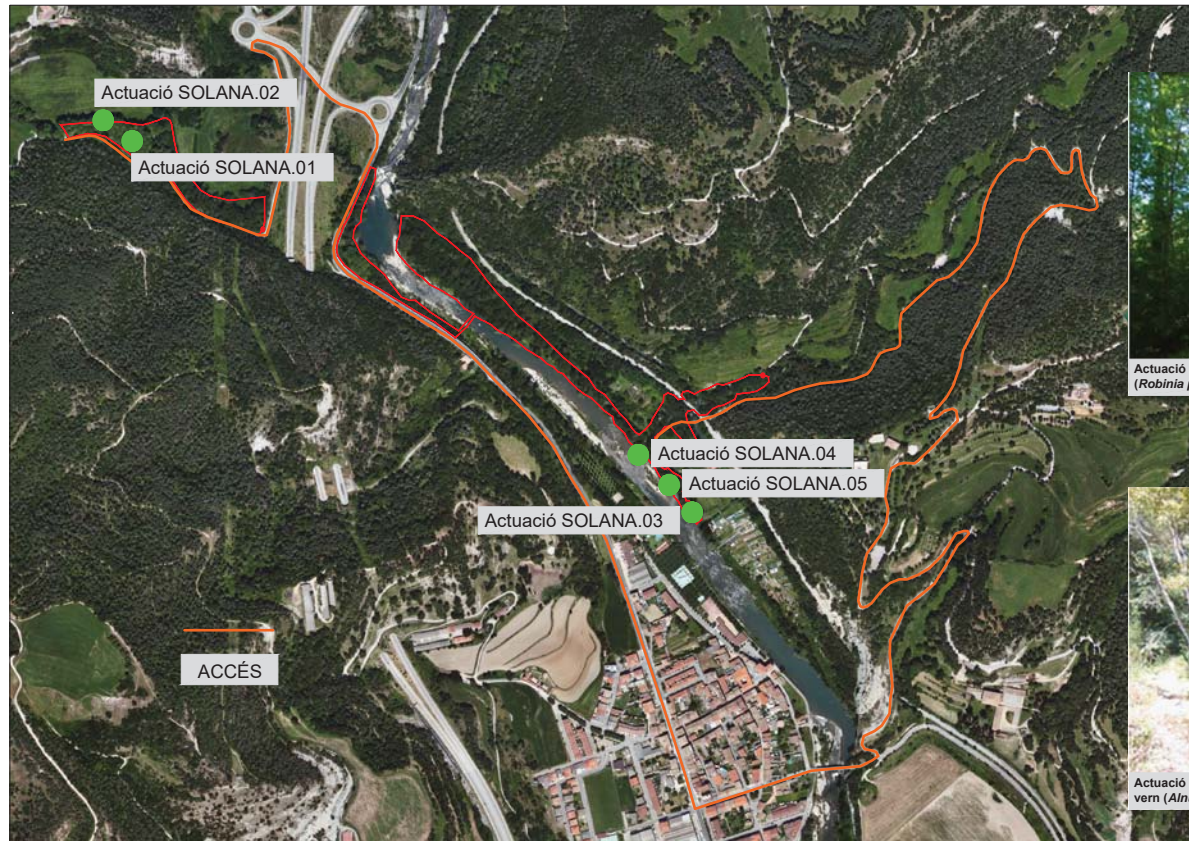 Actuació SOLANA.02
Actuació SOLANA.01
Actuació SOLANA.04
Actuació SOLANA.05
Actuació SOLANA.03
ACCÉS
Actuació
(Robinia
Actuació
vern